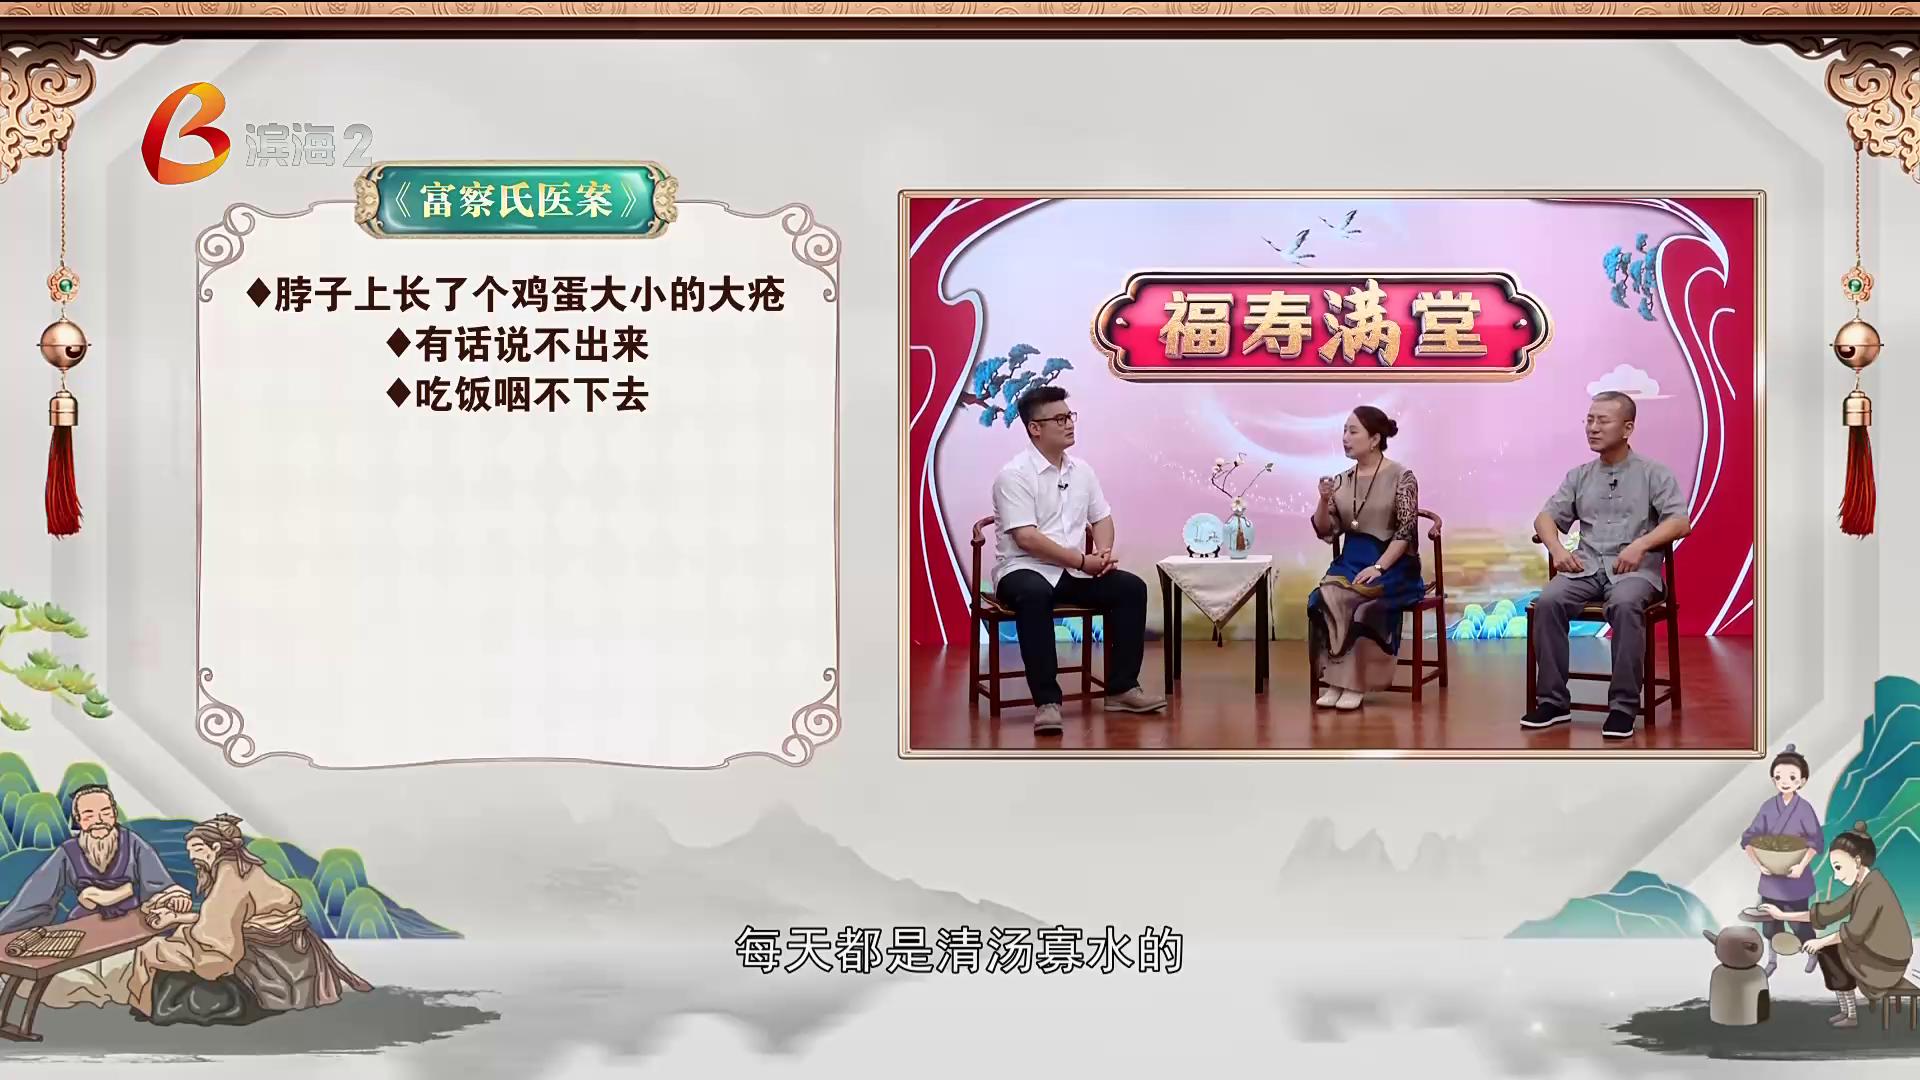 滨海2
《富察氏医案》
♦脖子上长了个鸡蛋大小的大疮
♦有话说不出来
♦吃饭咽不下去
福寿满堂
每天都是清汤寡水的